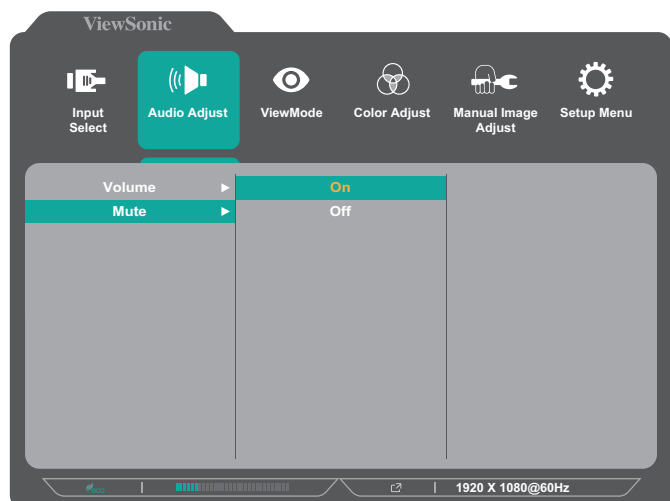 ViewSonic
Input
Select
Audio Adjust
ViewMode
Color Adjust
Manual Image
Adjust
Setup Menu
Volume
On
Mute
Off
eco
1920 X 1080@60Hz